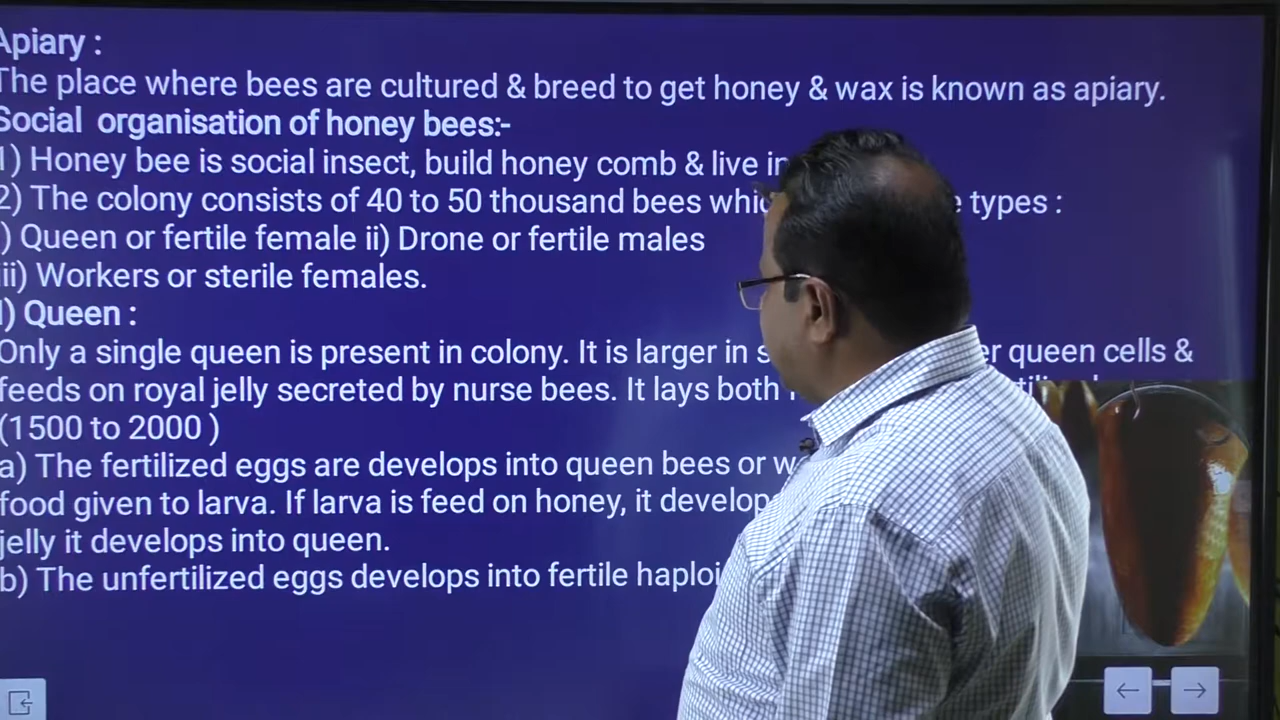 Apiary :
The place where bees are cultured & breed to get honey & wax is known as apiary.
Social organisation of honey bees:-
1) Honey bee is social insect, build honey comb & live in
2) The colony consists of 40 to 50 thousand bees types :
) Queen or fertile female ii) Drone or fertile males
iii) Workers or sterile females.
) Queen :
Only a single queen is present in colony. It is larger in queen cells &
feeds on royal jelly secreted by nurse bees. It lays both
(1500 to 2000 )
a) The fertilized eggs are develops into queen bees or
food given to larva. If larva is feed on honey, it
jelly it develops into queen.
b) The unfertilized eggs develops into fertile